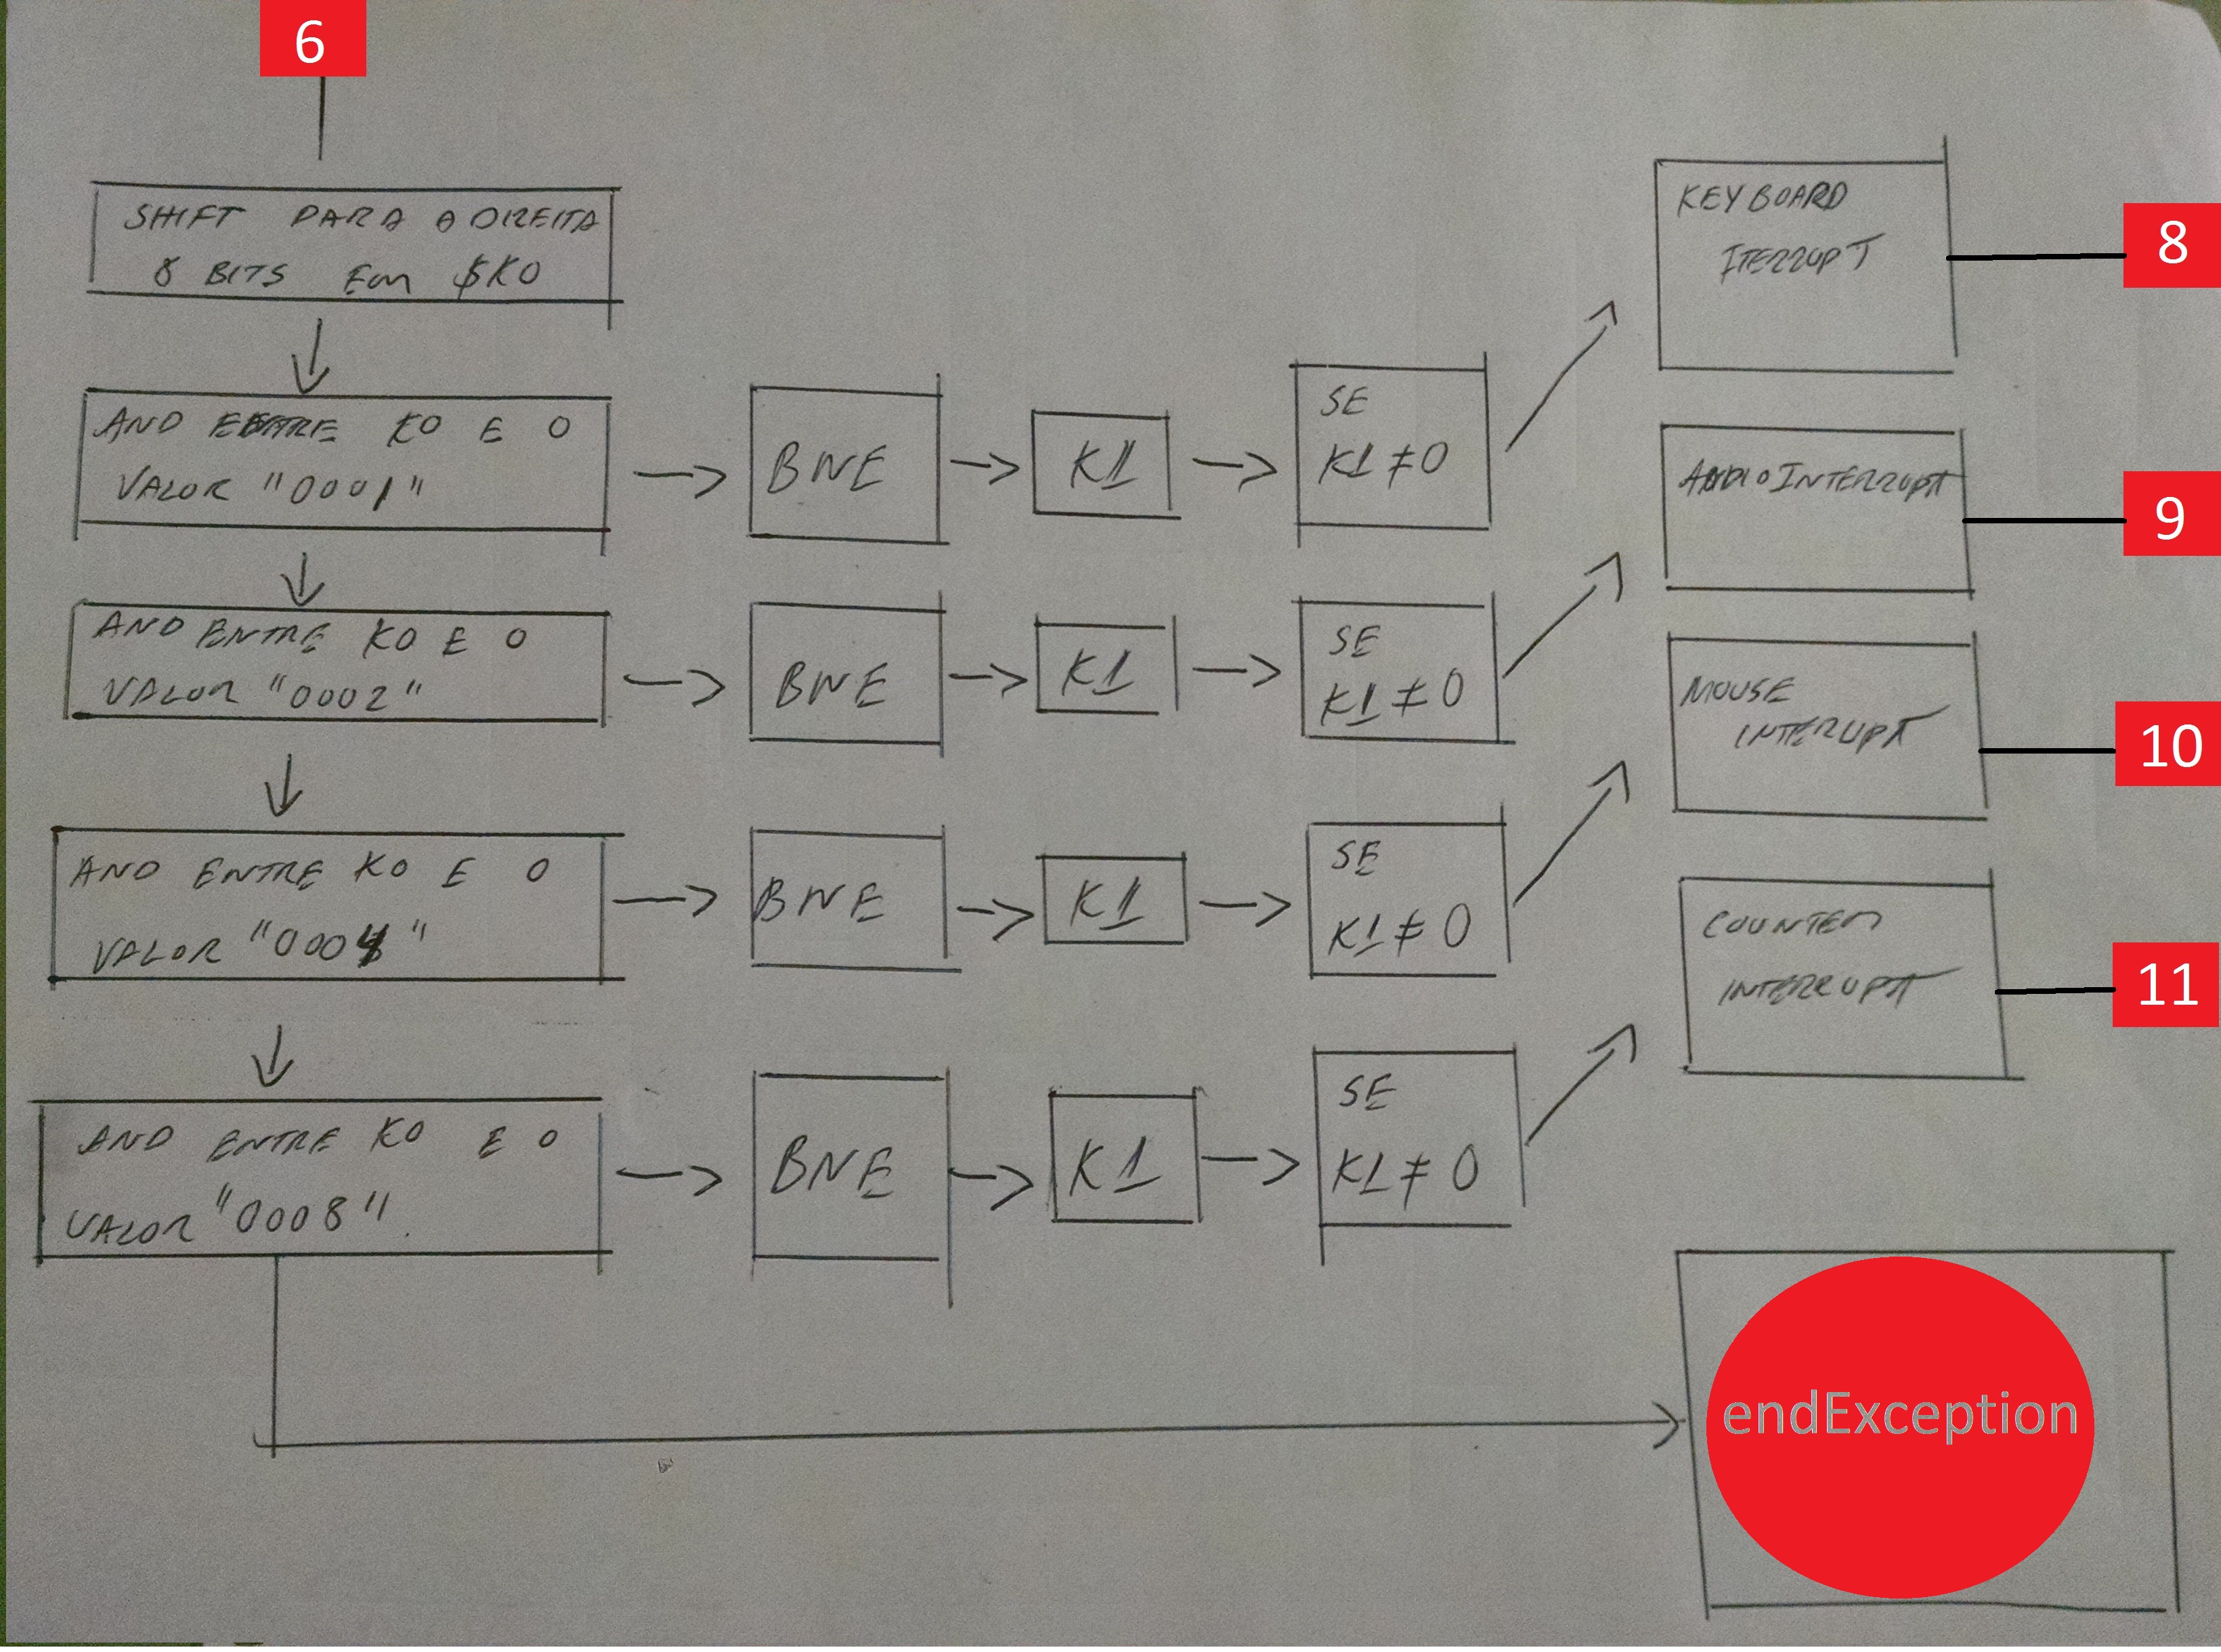 6
SHIFT PARA A DIREITA
8 BITS EM $K0
AND ENTRE K0 E O
VALOR "0001"
BNE
K1
SE
K1 ≠ 0
KEYBOARD
ITERRUPT
8
AND ENTRE K0 E O
VALOR "0002"
BNE
K1
SE
K1 ≠ 0
AUDIO INTERRUPT
9
AND ENTRE K0 E O
VALOR "0004"
BNE
K1
SE
K1 ≠ 0
MOUSE
INTERUPT
10
AND ENTRE K0 E O
VALOR "0008".
BNE
K1
SE
K1 ≠ 0
COUNTER
INTERRUPT
11
endException